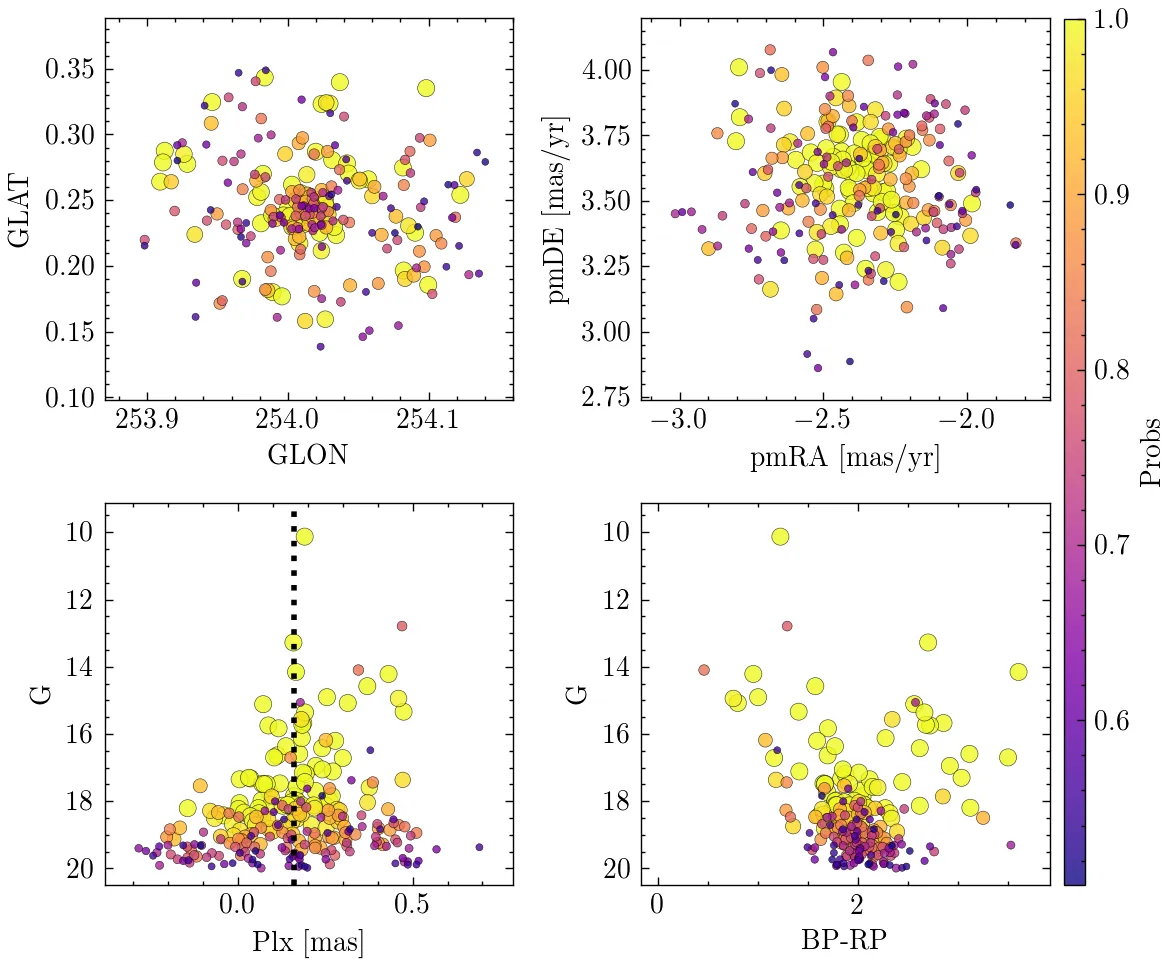 0.35
0.30
0.25
0.20
0.15
0.10
GLAT
253.9 254.0 254.1
GLON
4.00
3.75
3.50
3.25
3.00
2.75
pmDE [mas/yr]
−3.0 −2.5 −2.0
pmRA [mas/yr]
10
12
14
16
18
20
G
0.0 0.5
Plx [mas]
10
12
14
16
18
20
G
0 2
BP-RP
1.0
0.9
0.8
0.7
0.6
Probs